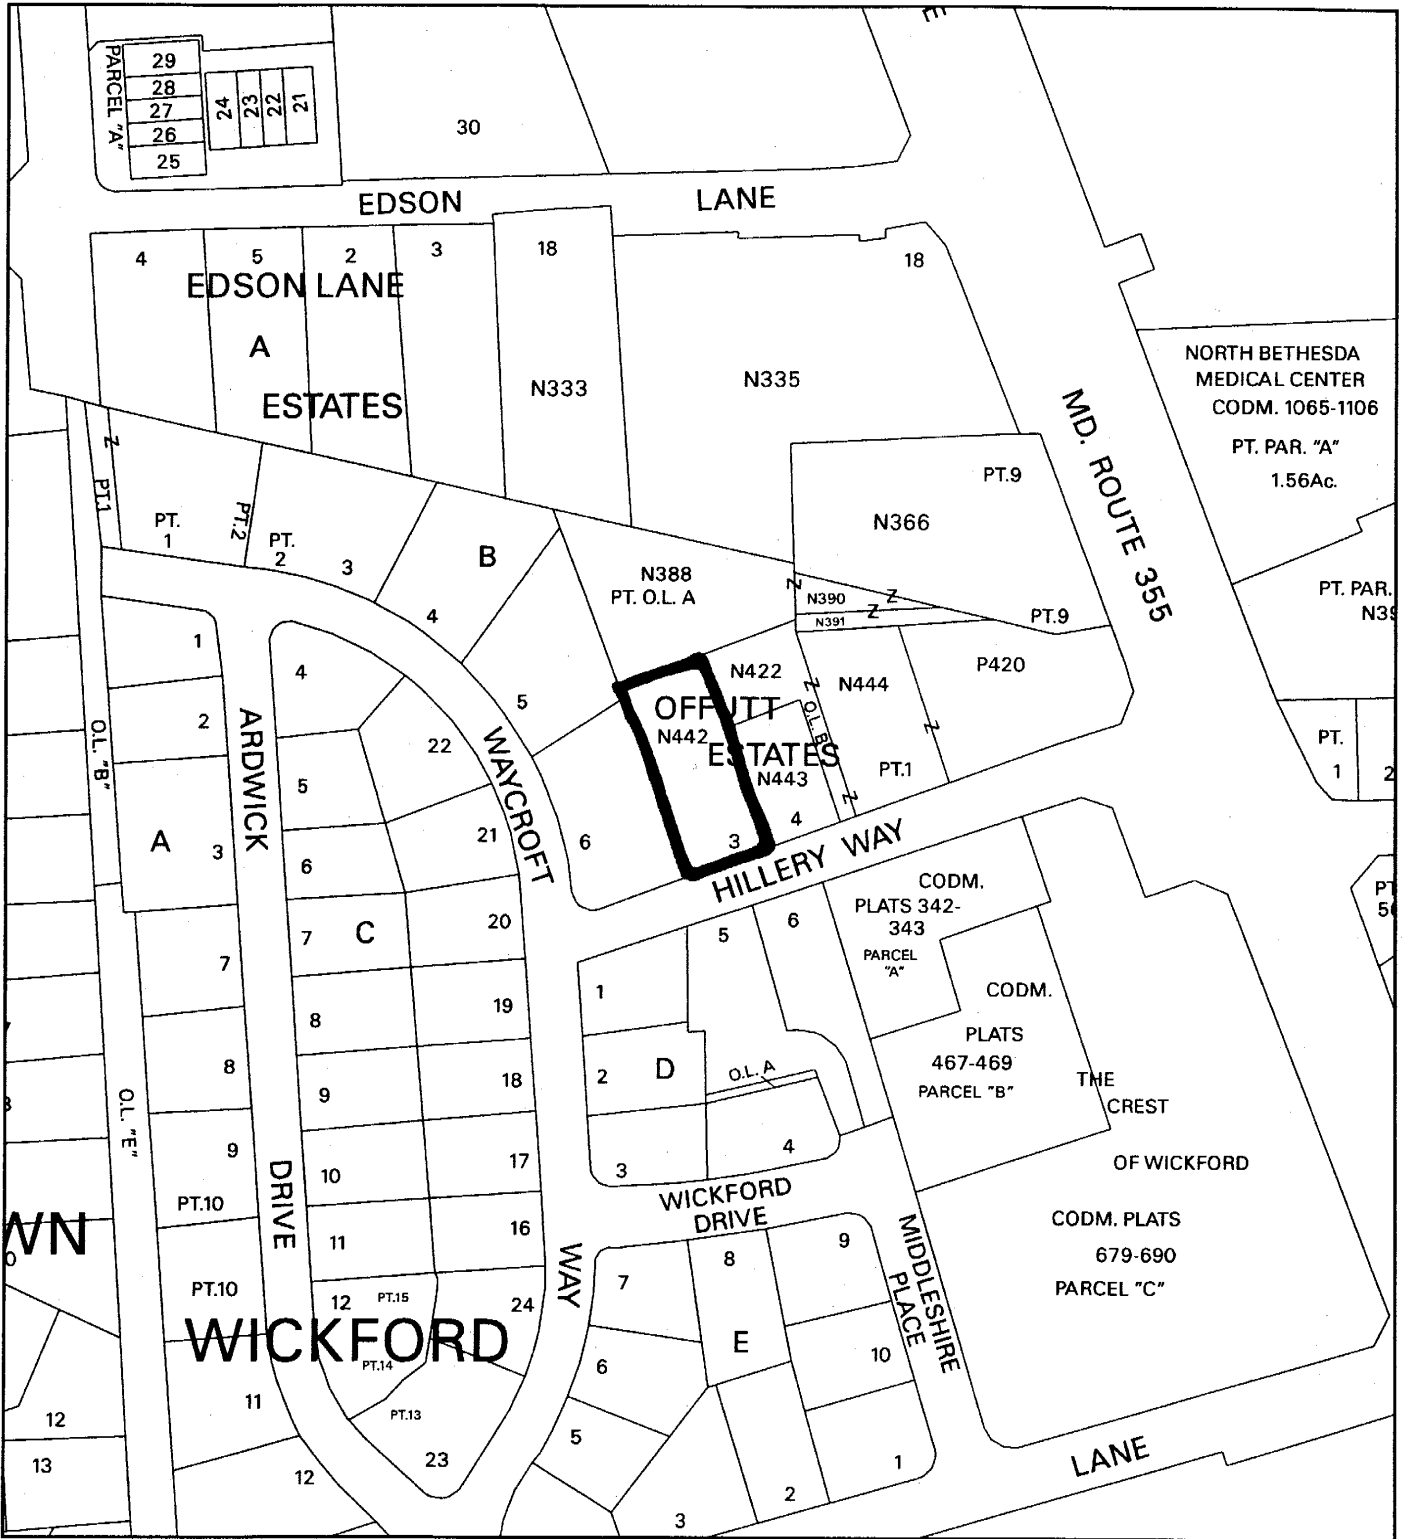 E
PARCEL "A"
29
28
27
26
25
24
23
22
21
30
EDSON LANE
4
5
2
3
18
18
EDSON LANE
A
ESTATES
N333
N335
NORTH BETHESDA
MEDICAL CENTER
CODM. 1065-1106
PT. PAR. "A"
1.56Ac.
MD. ROUTE 355
PT.9
N366
Z
PT.1
PT.
1
PT.2
PT.
2
3
B
4
N388
PT. O.L. A
Z
N390
Z
N391
Z
PT.9
PT. PAR.
N39
1
4
5
N422
Z
N444
P420
OFFUTT
N442
O.L. B
ESTATES
N443
Z
PT.1
Z
PT.
1
2
O.L. "B"
2
ARDWICK
22
WAYCROFT
5
A
3
6
21
6
3
4
HILLERY WAY
PT
56
7
C
20
5
6
CODM.
PLATS 342-
343
PARCEL
"A"
7
8
19
1
CODM.
PLATS
467-469
PARCEL "B"
8
9
18
2
D
O.L. A
THE
CREST
OF WICKFORD
O.L. "E"
9
10
17
3
4
PT.10
DRIVE
WICKFORD
DRIVE
CODM. PLATS
679-690
PARCEL "C"
WN
0
11
16
WAY
8
9
MIDDLESHIRE
PLACE
PT.10
12
PT.15
24
7
WICKFORD
PT.14
6
E
10
11
PT.13
12
13
12
23
5
1
LANE
2
3